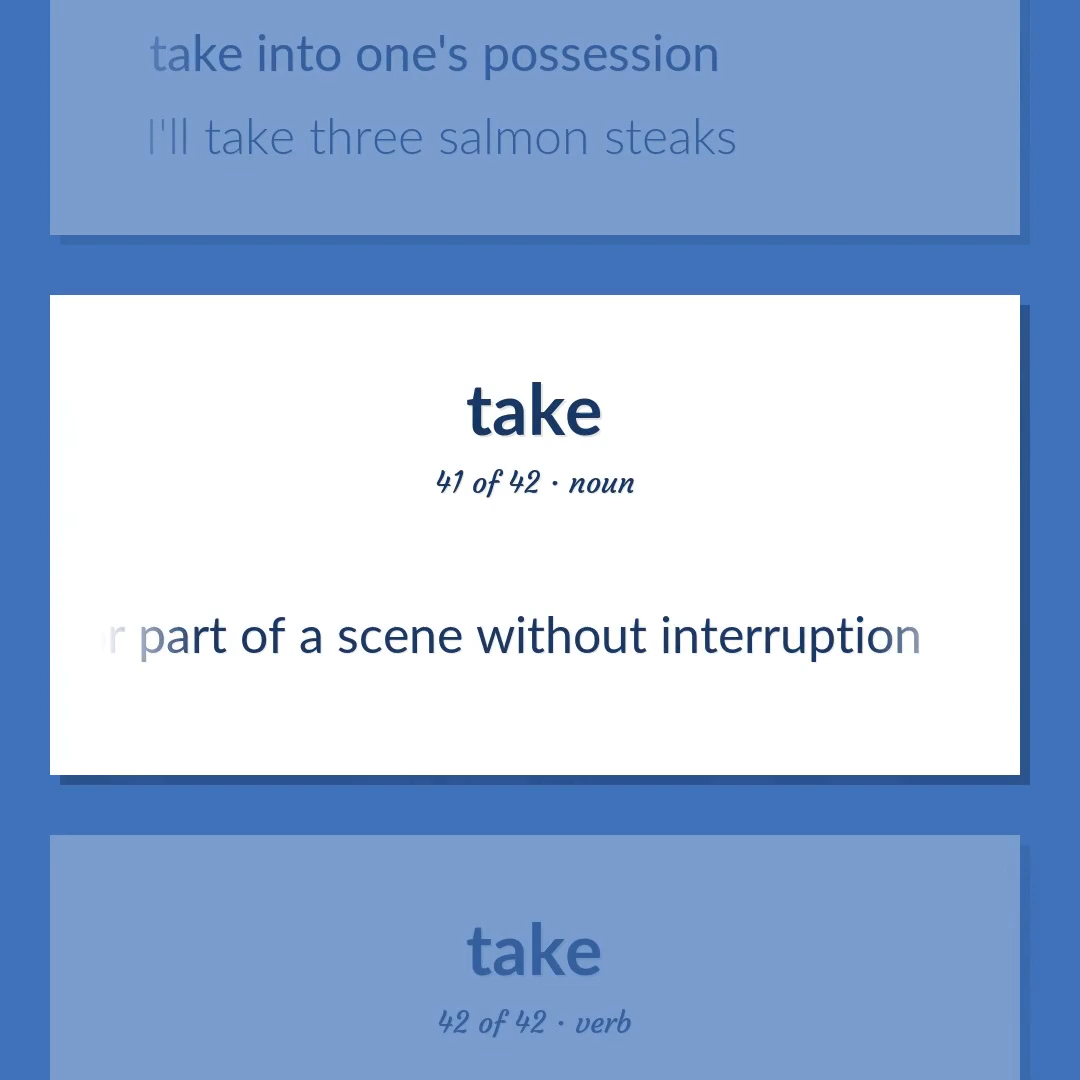 take into one's possession
I'll take three salmon steaks
take
41 of 42 · noun
r part of a scene without interruption
take
42 of 42 · verb